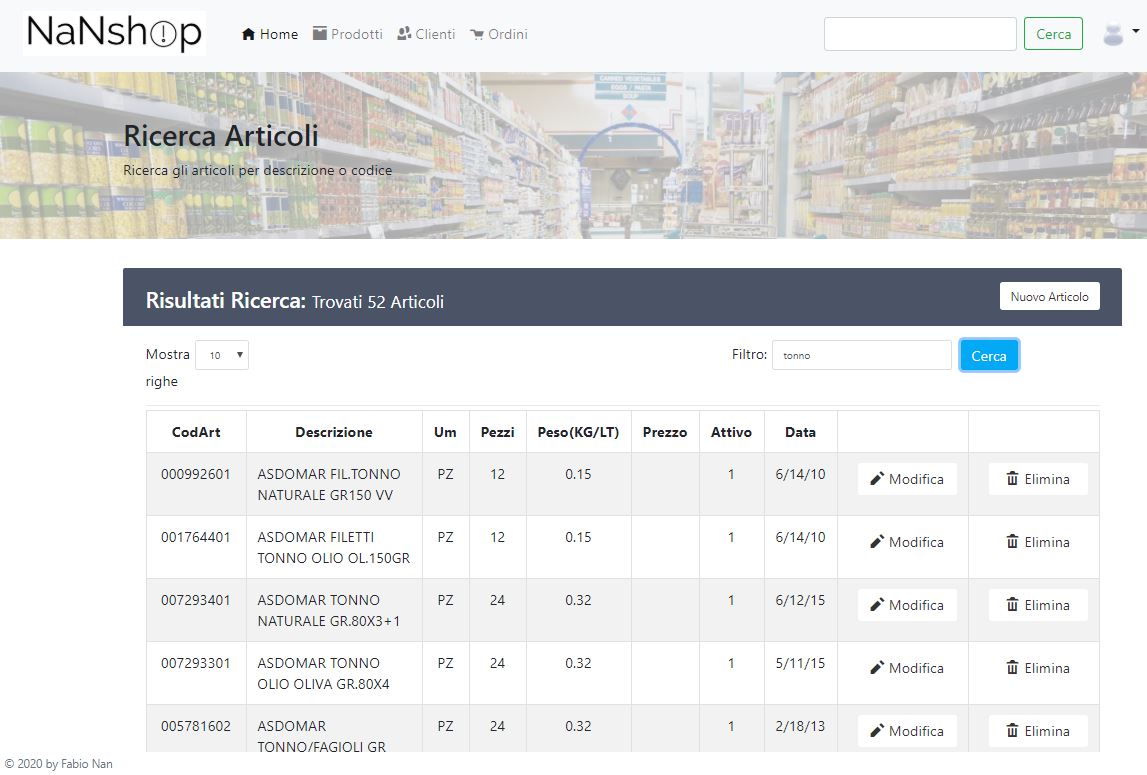 NaNshop
Home Prodotti Clienti Ordini Cerca
CANNED VEGETABLES
EGGS / PASTA
SOUP
Ricerca Articoli
Ricerca gli articoli per descrizione o codice
Risultati Ricerca: Trovati 52 Articoli Nuovo Articolo
Mostra 10 righe Filtro: tonno Cerca
CodArt Descrizione Um Pezzi Peso(KG/LT) Prezzo Attivo Data
000992601 ASDOMAR FIL.TONNO NATURALE GR150 VV PZ 12 0.15 1 6/14/10 Modifica Elimina
001764401 ASDOMAR FILETTI TONNO OLIO OL.150GR PZ 12 0.15 1 6/14/10 Modifica Elimina
007293401 ASDOMAR TONNO NATURALE GR.80X3+1 PZ 24 0.32 1 6/12/15 Modifica Elimina
007293301 ASDOMAR TONNO OLIO OLIVA GR.80X4 PZ 24 0.32 1 5/11/15 Modifica Elimina
005781602 ASDOMAR TONNO/FAGIOLI GR PZ 24 0.32 1 2/18/13 Modifica Elimina
© 2020 by Fabio Nan